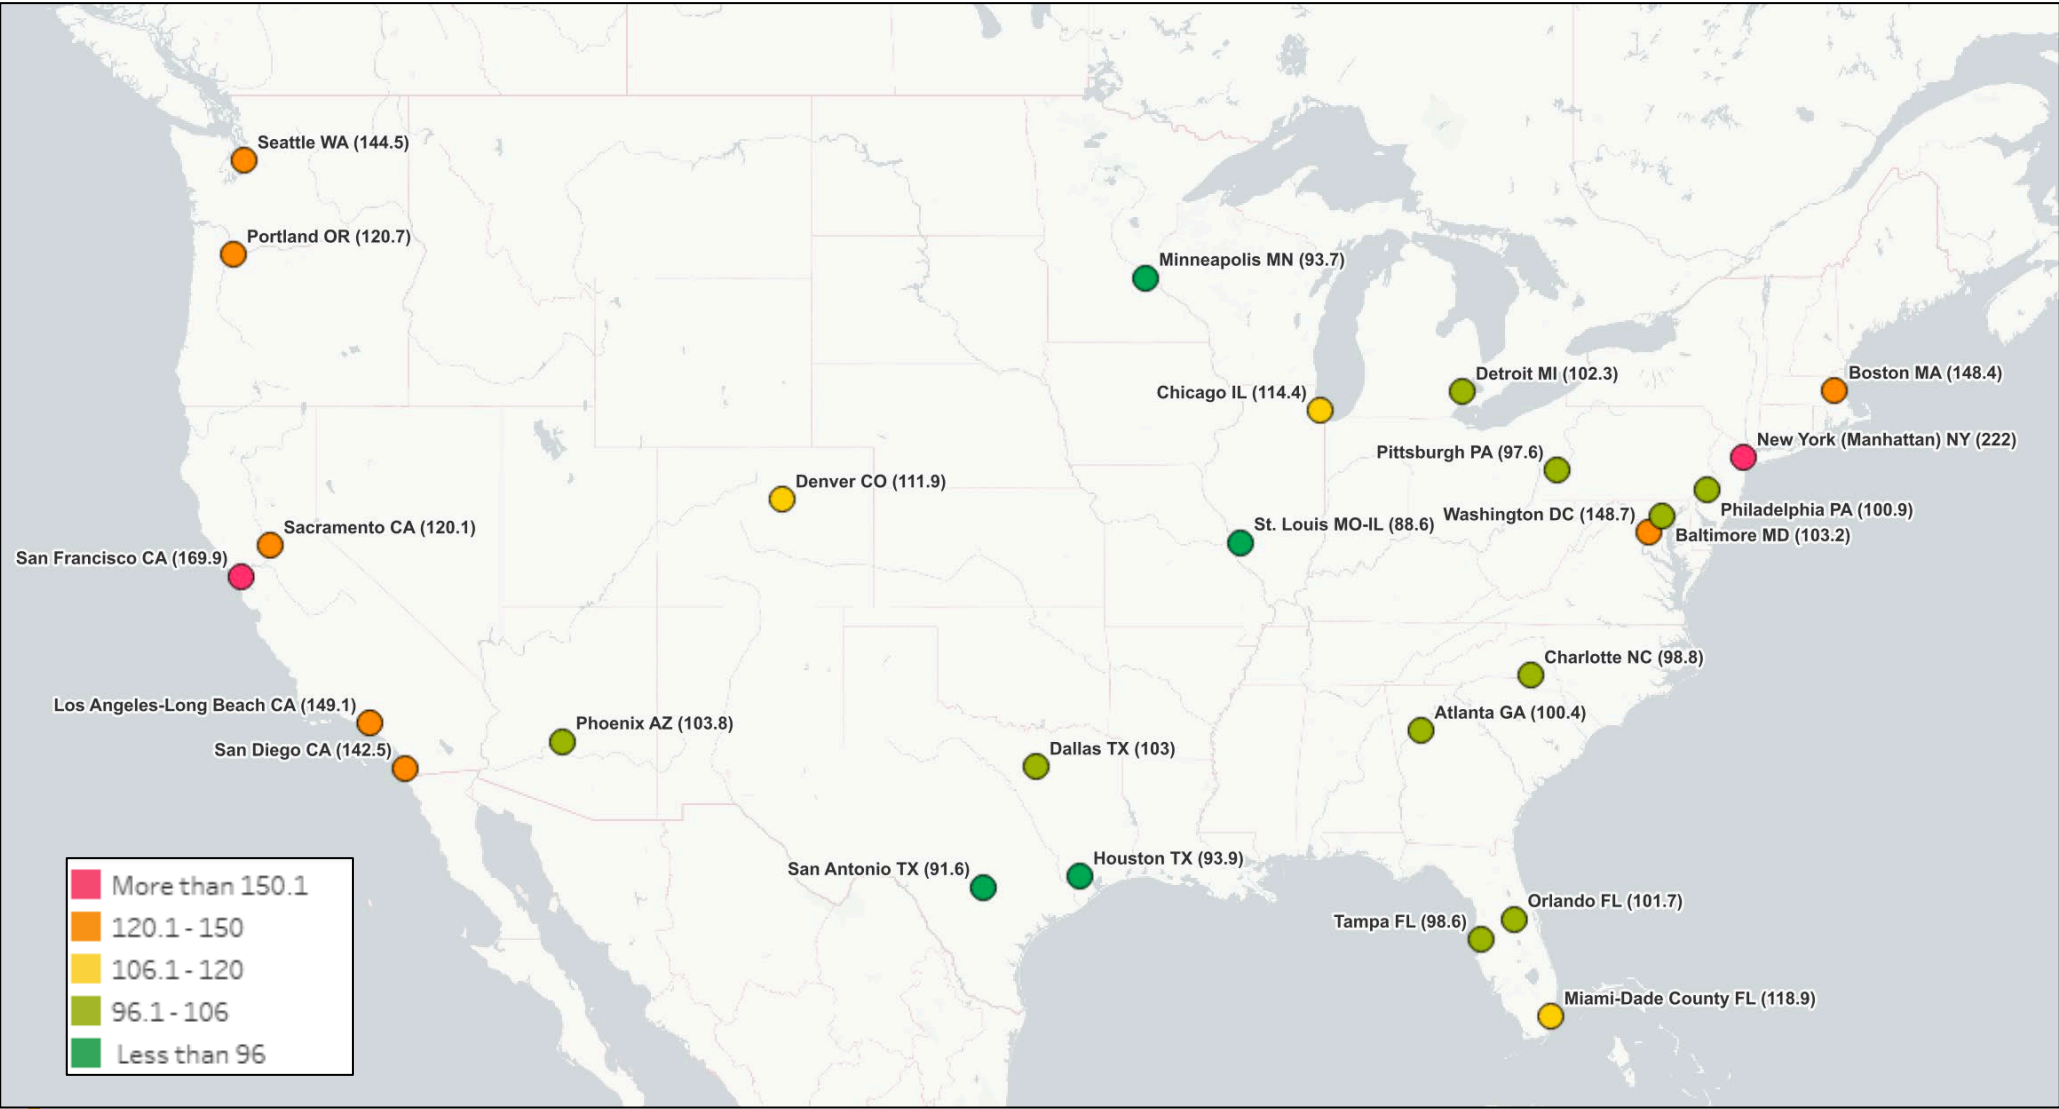 Seattle WA (144.5)
Portland OR (120.7)
Minneapolis MN (93.7)
Boston MA (148.4)
Detroit MI (102.3)
Chicago IL (114.4)
New York (Manhattan) NY (222)
Pittsburgh PA (97.6)
Denver CO (111.9)
Philadelphia PA (100.9)
Washington DC (148.7)
St. Louis MO-IL (88.6)
Sacramento CA (120.1)
Baltimore MD (103.2)
San Francisco CA (169.9)
Charlotte NC (98.8)
Los Angeles-Long Beach CA (149.1)
Atlanta GA (100.4)
Phoenix AZ (103.8)
San Diego CA (142.5)
Dallas TX (103)
Houston TX (93.9)
San Antonio TX (91.6)
Orlando FL (101.7)
Tampa FL (98.6)
Miami-Dade County FL (118.9)
More than 150.1
120.1 - 150
106.1 - 120
96.1 - 106
Less than 96